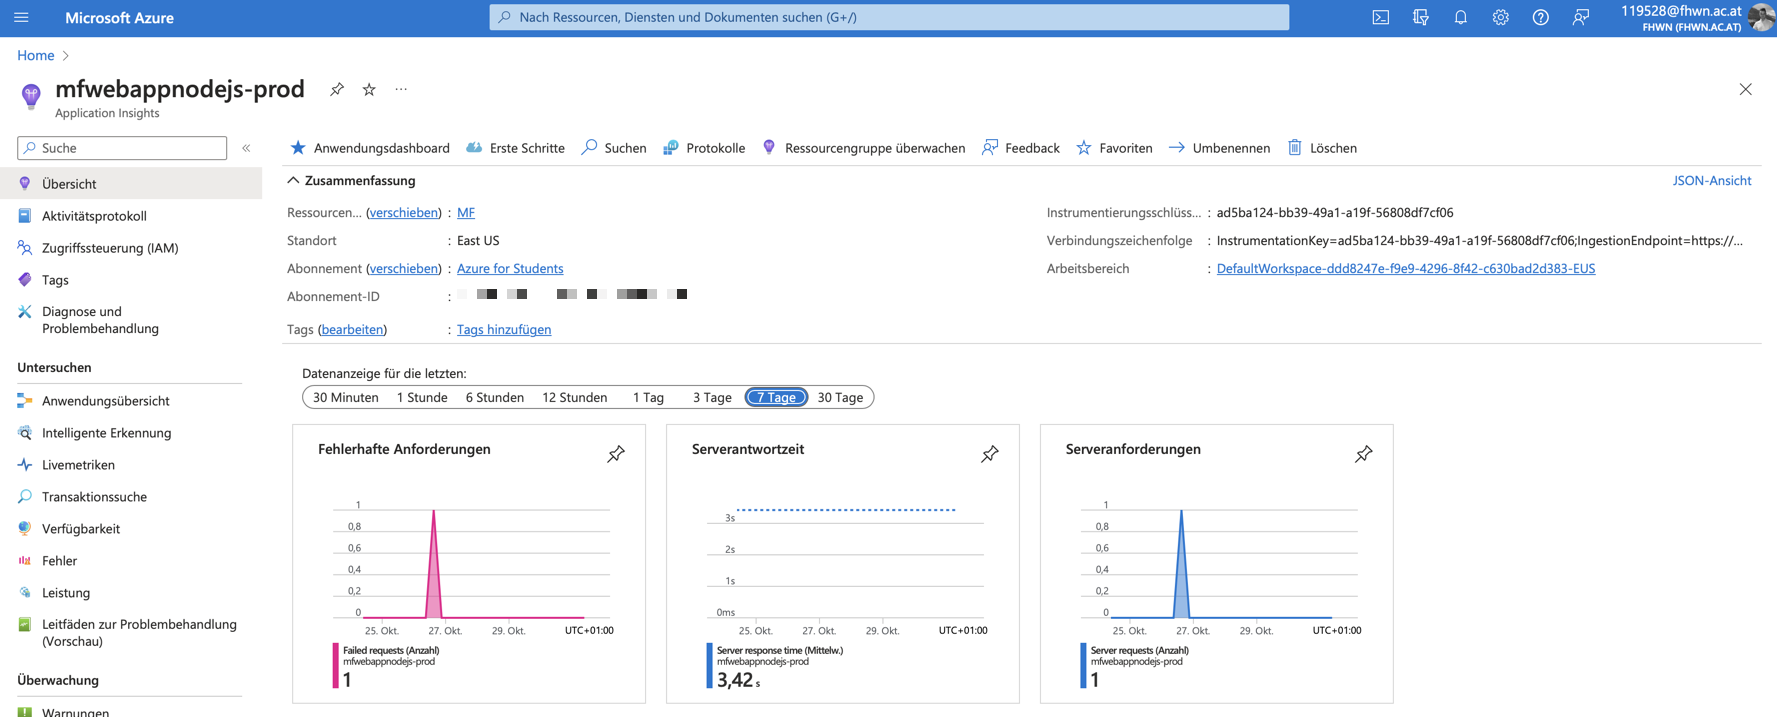 Microsoft Azure
Nach Ressourcen, Diensten und Dokumenten suchen (G+/)
119528@fhwn.ac.at
FHWN (FHWN.AC.AT)
Home
mfwebappnodejs-prod
Application Insights
Suche
Übersicht
Aktivitätsprotokoll
Zugriffssteuerung (IAM)
Tags
Diagnose und
Problembehandlung
Untersuchen
Anwendungsübersicht
Intelligente Erkennung
Livemetriken
Transaktionssuche
Verfügbarkeit
Fehler
Leistung
Leitfäden zur Problembehandlung
(Vorschau)
Überwachung
Warnungen
Anwendungsdashboard Erste Schritte Suchen Protokolle Ressourcengruppe überwachen Feedback Favoriten Umbenennen Löschen
Zusammenfassung
JSON-Ansicht
Ressourcen... (verschieben) : MF
Standort : East US
Abonnement (verschieben) : Azure for Students
Abonnement-ID :
Tags (bearbeiten) : Tags hinzufügen
Instrumentierungsschlüss... : ad5ba124-bb39-49a1-a19f-56808df7cf06
Verbindungszeichenfolge : InstrumentationKey=ad5ba124-bb39-49a1-a19f-56808df7cf06;IngestionEndpoint=https://...
Arbeitsbereich : DefaultWorkspace-ddd8247e-f9e9-4296-8f42-c630bad2d383-EUS
Datenanzeige für die letzten:
30 Minuten 1 Stunde 6 Stunden 12 Stunden 1 Tag 3 Tage 7 Tage 30 Tage
Fehlerhafte Anforderungen
1
0,8
0,6
0,4
0,2
0
25. Okt. 27. Okt. 29. Okt. UTC+01:00
Failed requests (Anzahl)
mfwebappnodejs-prod
1
Serverantwortzeit
3s
2s
1s
0ms
25. Okt. 27. Okt. 29. Okt. UTC+01:00
Server response time (Mittelw.)
mfwebappnodejs-prod
3,42 s
Serveranforderungen
1
0,8
0,6
0,4
0,2
0
25. Okt. 27. Okt. 29. Okt. UTC+01:00
Server requests (Anzahl)
mfwebappnodejs-prod
1